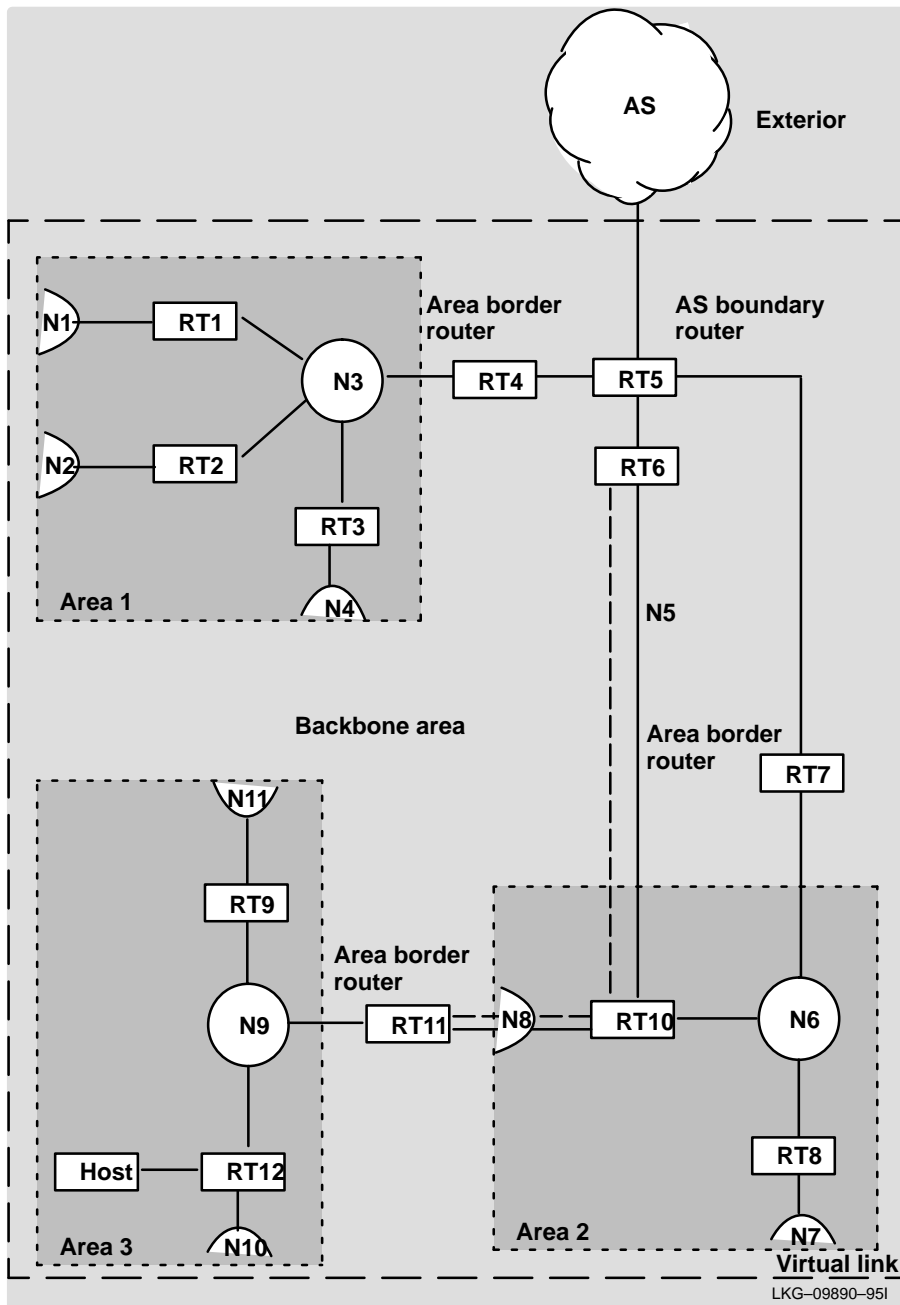 AS
Exterior
Area border
router
AS boundary
router
N1
RT1
N3
RT4
RT5
N2
RT2
RT6
RT3
Area 1
N4
N5
Backbone area
Area border
router
RT7
N11
RT9
Area border
router
N9
RT11
N8
RT10
N6
Host
RT12
RT8
Area 3
N10
Area 2
N7
Virtual link
LKG–09890–95I